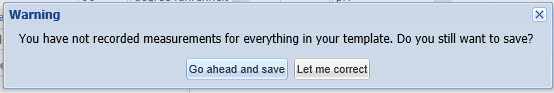 Warning
You have not recorded measurements for everything in your template. Do you still want to save?
Go ahead and save
Let me correct